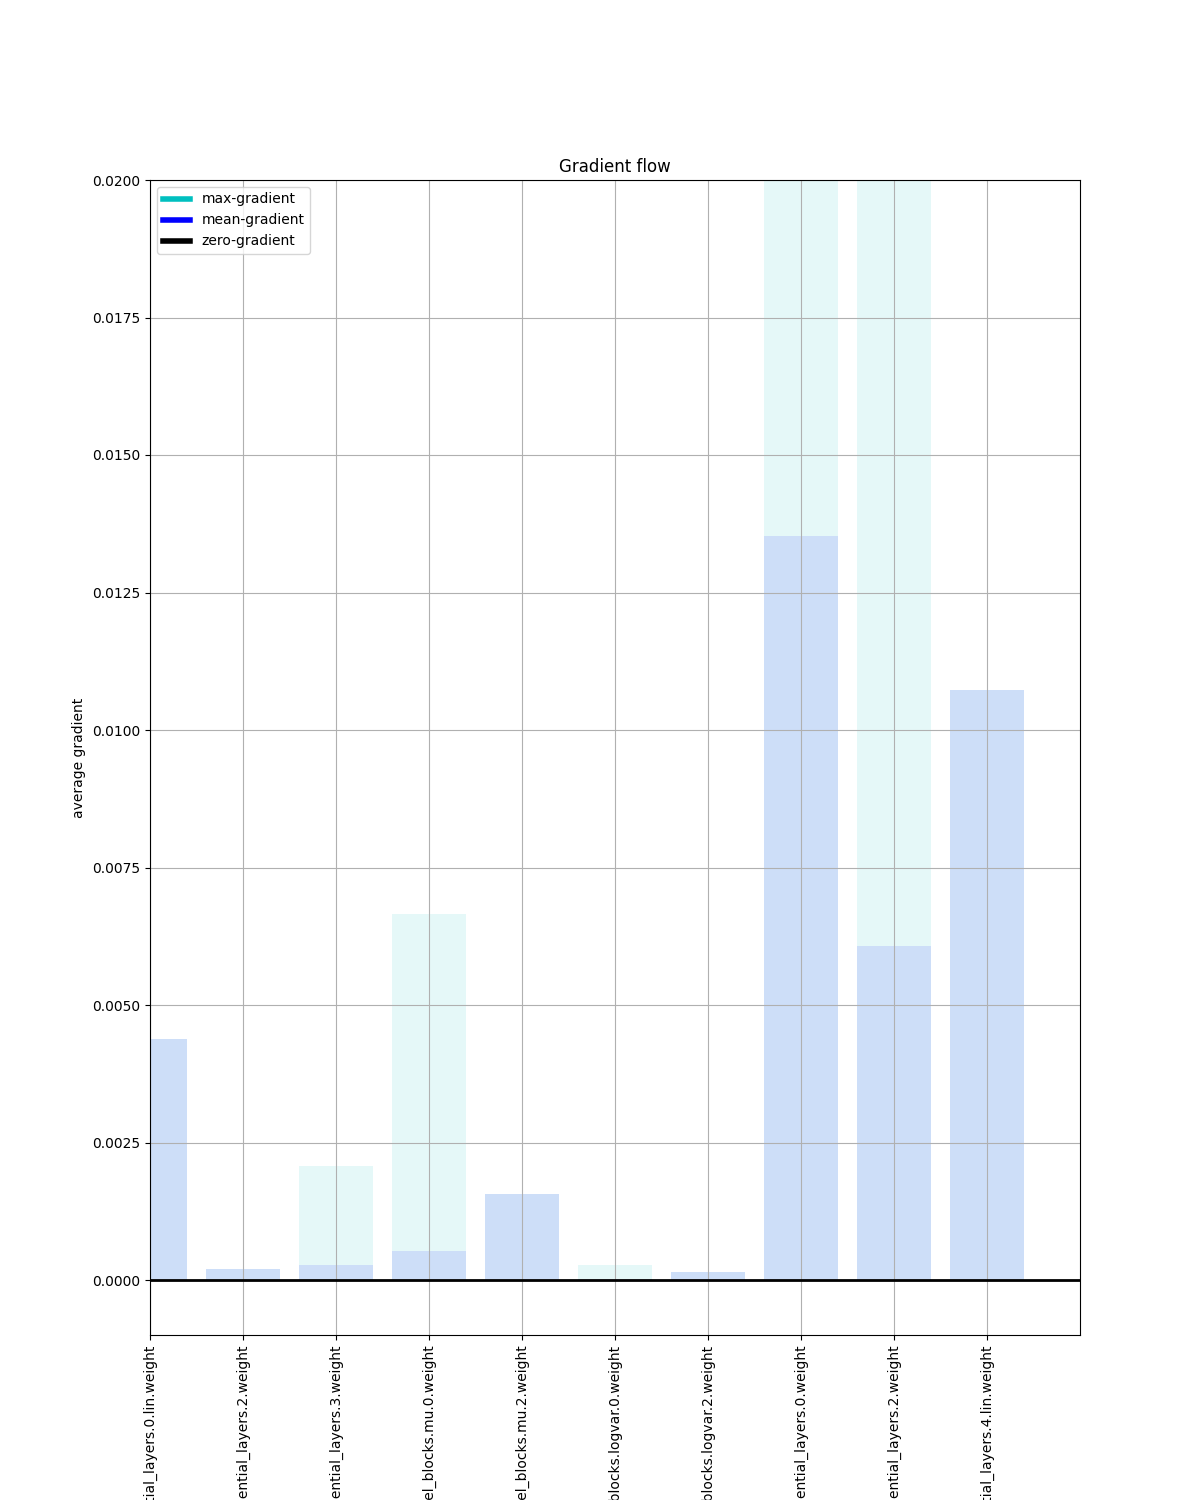 Gradient flow
max-gradient
mean-gradient
zero-gradient
0.0200
0.0175
0.0150
0.0125
0.0100
0.0075
0.0050
0.0025
0.0000
average gradient
tial_layers.0.lin.weight
ential_layers.2.weight
ential_layers.3.weight
el_blocks.mu.0.weight
el_blocks.mu.2.weight
blocks.logvar.0.weight
blocks.logvar.2.weight
ential_layers.0.weight
ential_layers.2.weight
tial_layers.4.lin.weight